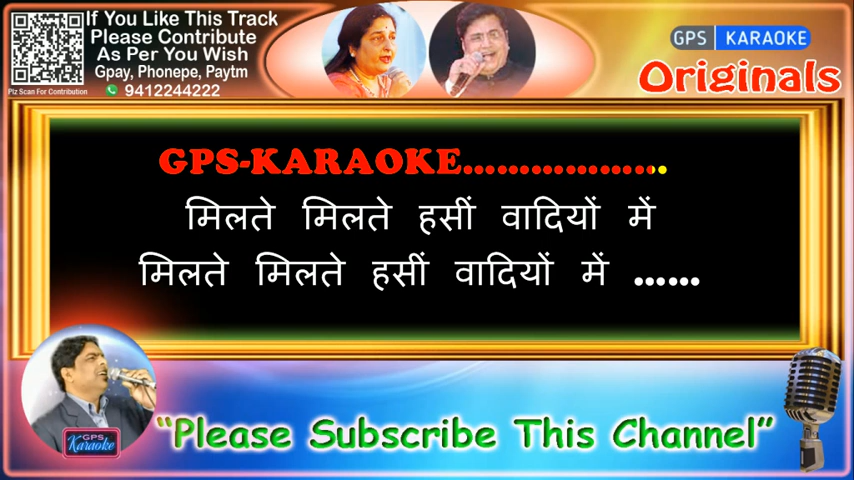 If You Like This Track
Please Contribute
As Per You Wish
Gpay, Phonepe, Paytm
Plz Scan For Contribution
9412244222
GPS | KARAOKE
Originals
GPS-KARAOKE....................
मिलते मिलते हसीं वादियों में
मिलते मिलते हसीं वादियों में ......
GPS
Karaoke
"Please Subscribe This Channel"